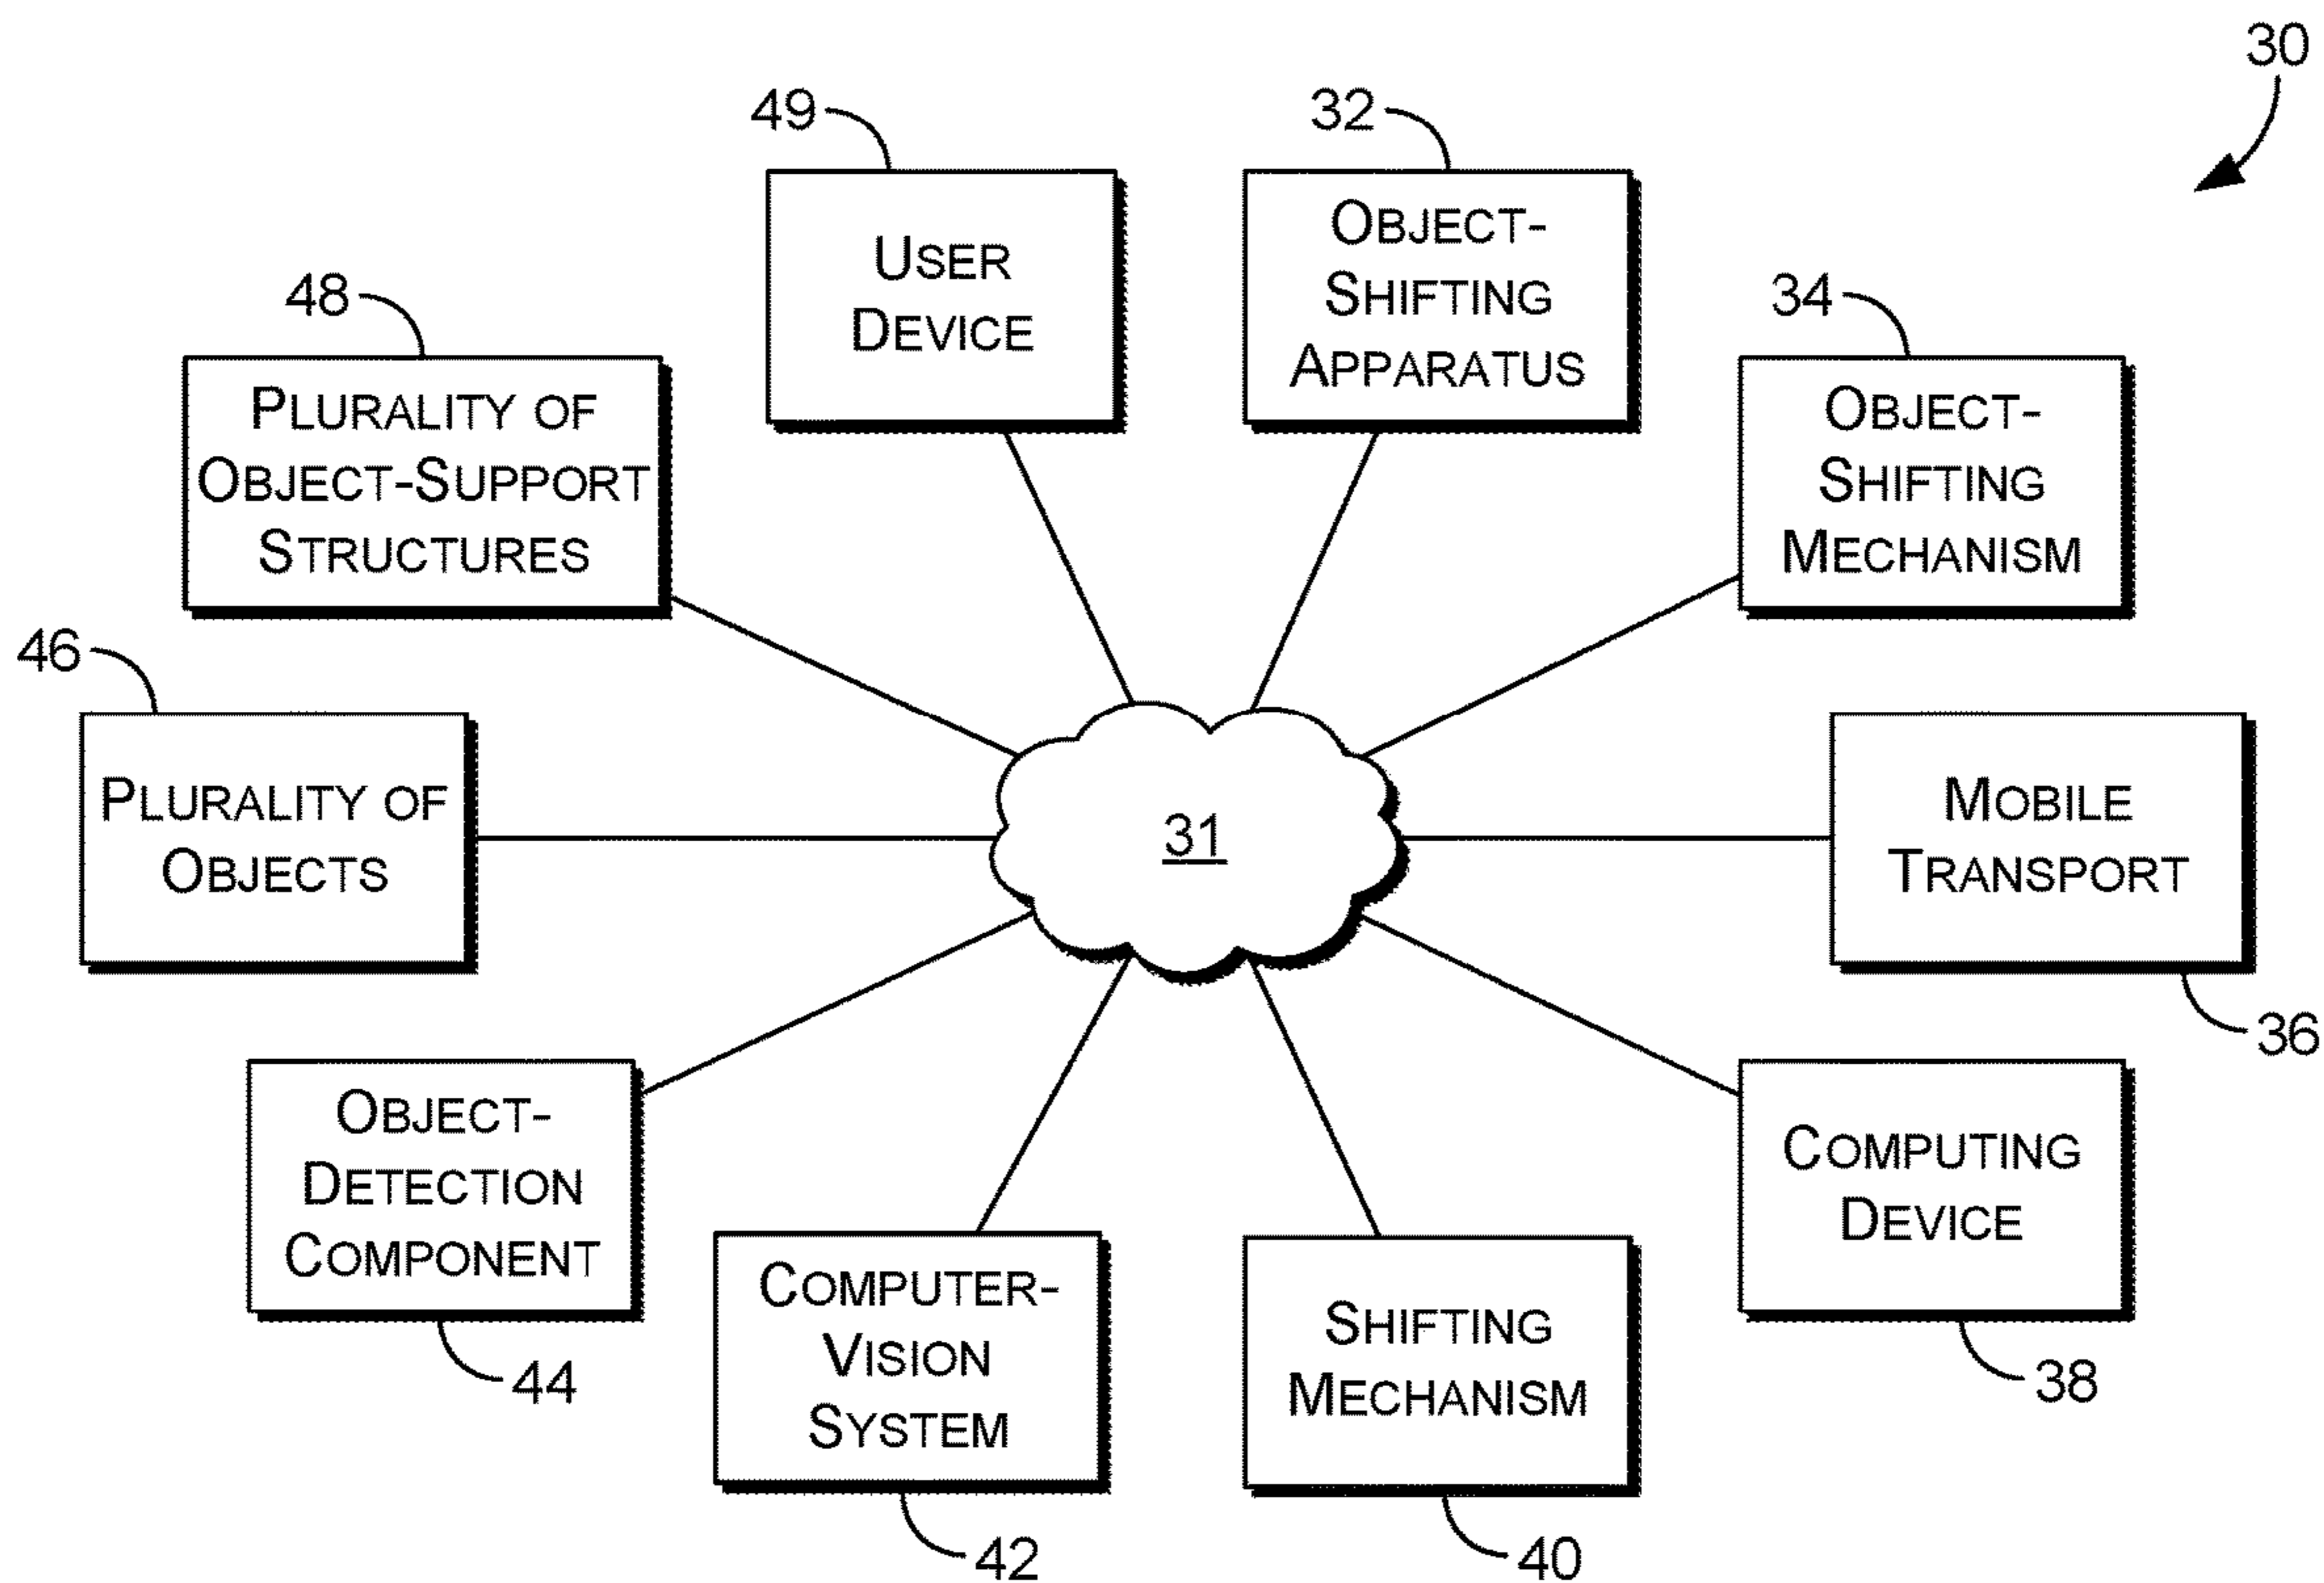 30
49
USER
DEVICE
32
OBJECT-
SHIFTING
APPARATUS
48
PLURALITY OF
OBJECT-SUPPORT
STRUCTURES
34
OBJECT-
SHIFTING
MECHANISM
46
PLURALITY OF
OBJECTS
31
MOBILE
TRANSPORT
36
OBJECT-
DETECTION
COMPONENT
44
COMPUTER-
VISION
SYSTEM
42
SHIFTING
MECHANISM
40
COMPUTING
DEVICE
38